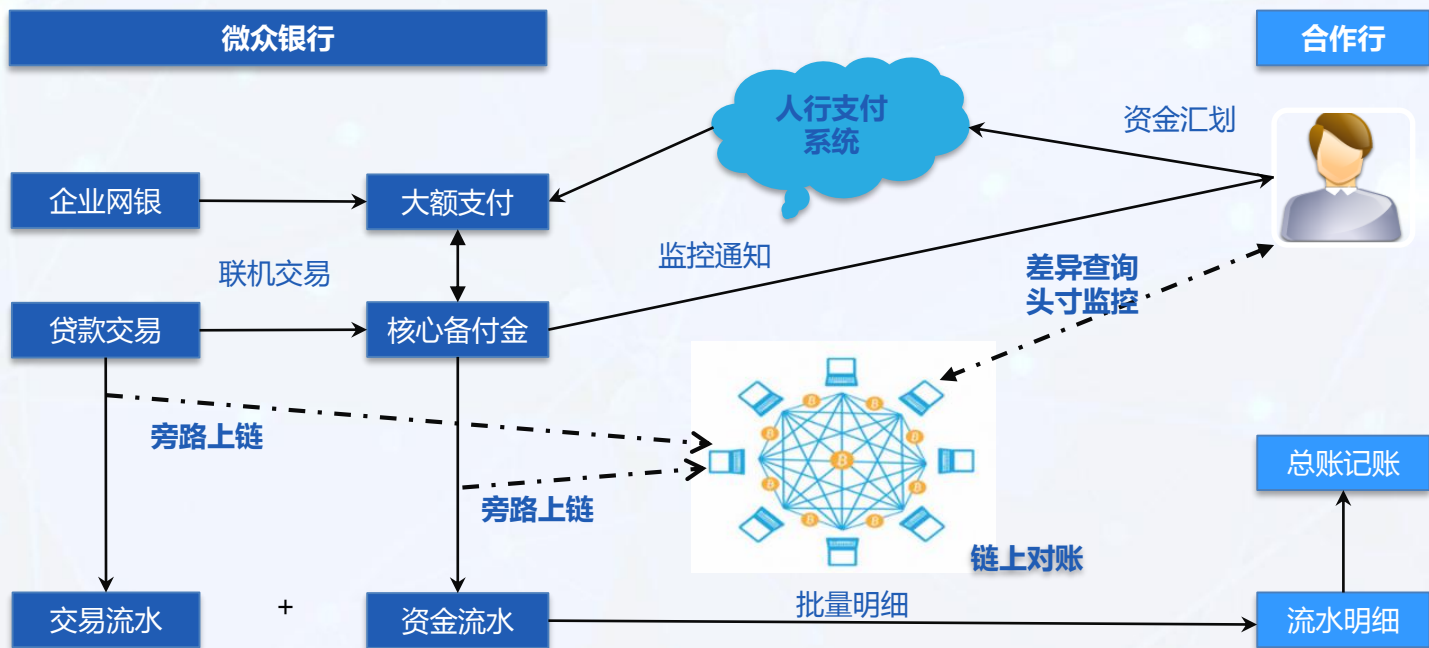 微众银行
合作行
人行支付
系统
资金汇划
企业网银
大额支付
联机交易
监控通知
差异查询
头寸监控
贷款交易
核心备付金
旁路上链
旁路上链
总账记账
链上对账
交易流水
+
资金流水
批量明细
流水明细